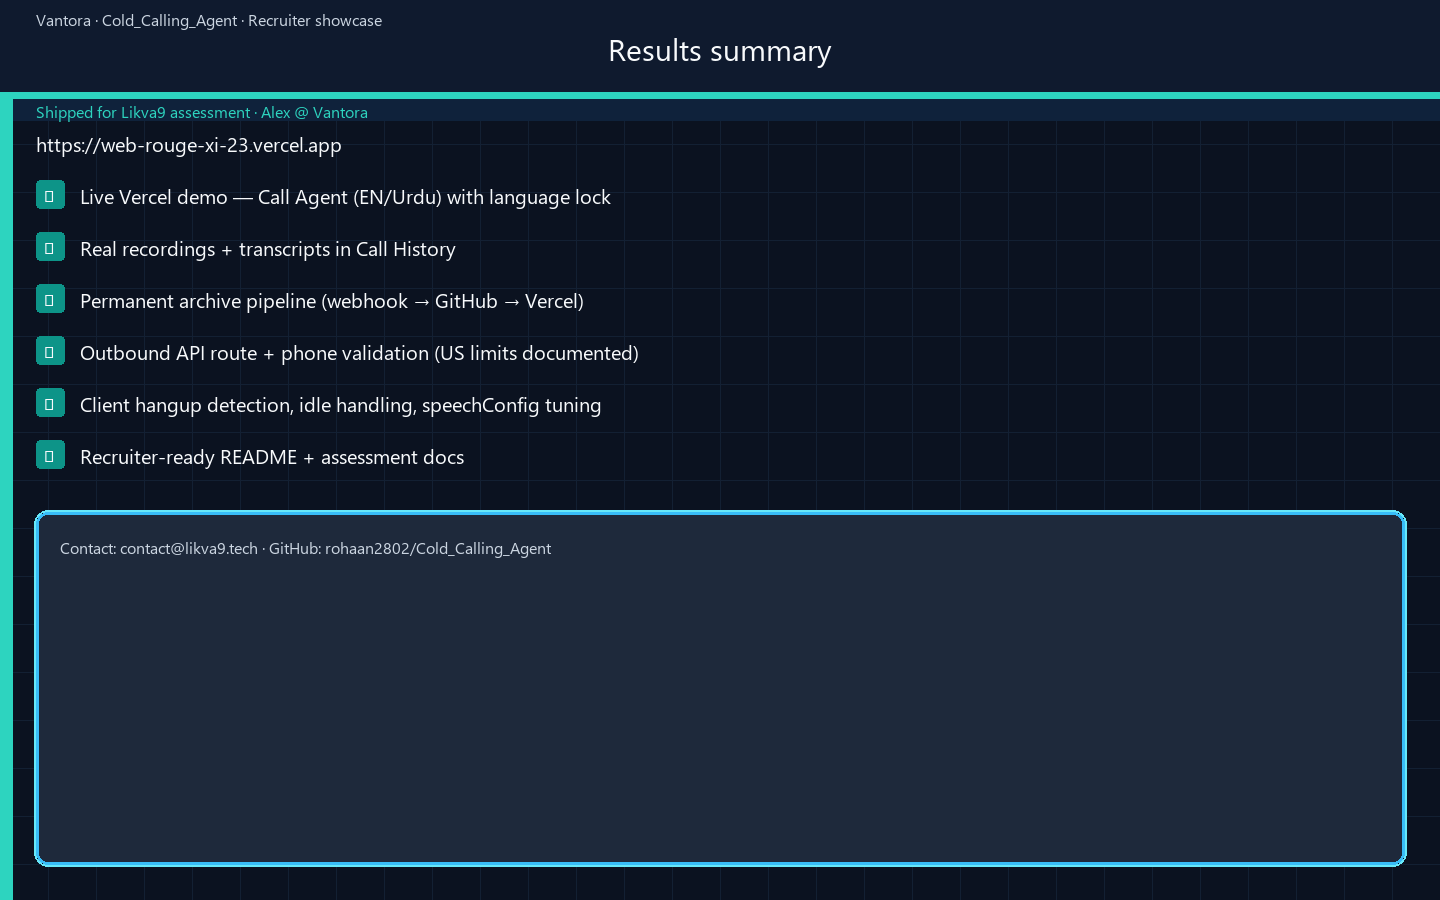 Vantora · Cold_Calling_Agent · Recruiter showcase
Results summary
Shipped for Likva9 assessment · Alex @ Vantora
https://web-rouge-xi-23.vercel.app
Live Vercel demo — Call Agent (EN/Urdu) with language lock
Real recordings + transcripts in Call History
Permanent archive pipeline (webhook → GitHub → Vercel)
Outbound API route + phone validation (US limits documented)
Client hangup detection, idle handling, speechConfig tuning
Recruiter-ready README + assessment docs
Contact: contact@likva9.tech · GitHub: rohaan2802/Cold_Calling_Agent